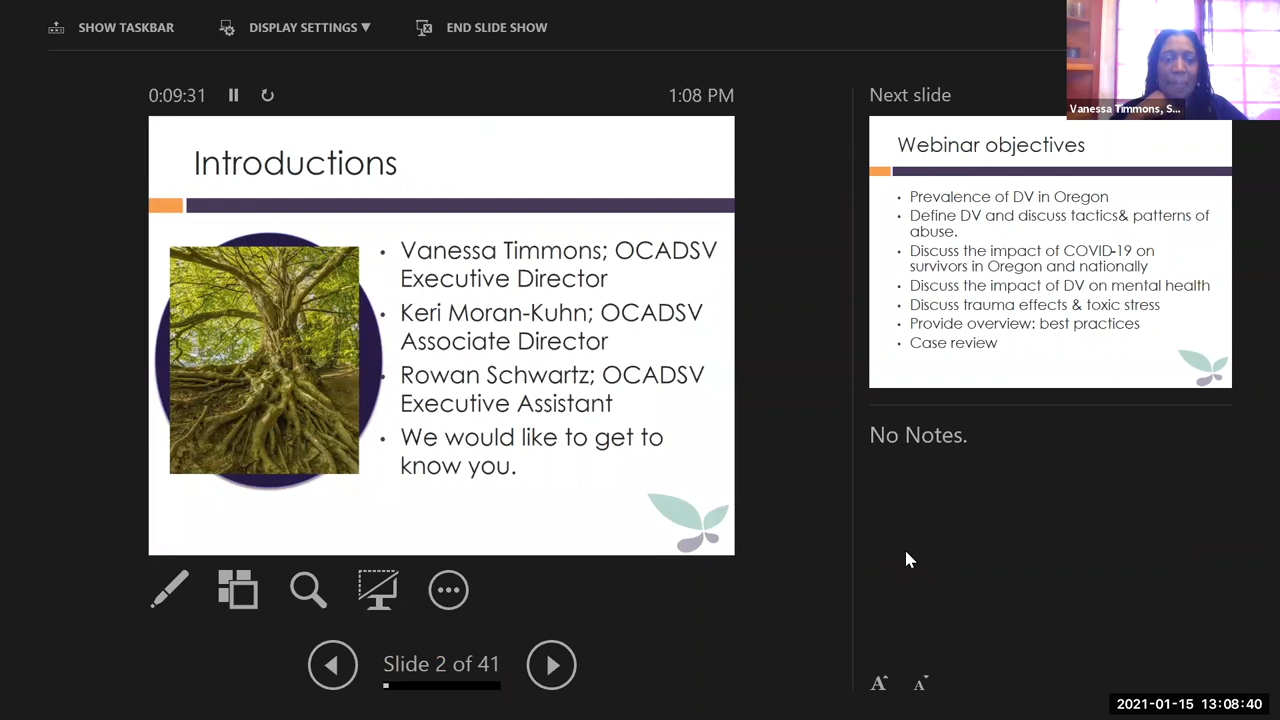 SHOW TASKBAR
DISPLAY SETTINGS ▼
END SLIDE SHOW
0:09:31
1:08 PM
Introductions
• Vanessa Timmons; OCADSV
Executive Director
• Keri Moran-Kuhn; OCADSV
Associate Director
• Rowan Schwartz; OCADSV
Executive Assistant
• We would like to get to
know you.
Slide 2 of 41
Next slide
Vanessa Timmons, S...
Webinar objectives
• Prevalence of DV in Oregon
• Define DV and discuss tactics& patterns of
abuse.
• Discuss the impact of COVID-19 on
survivors in Oregon and nationally
• Discuss the impact of DV on mental health
• Discuss trauma effects & toxic stress
• Provide overview: best practices
• Case review
No Notes.
A A
2021-01-15 13:08:40